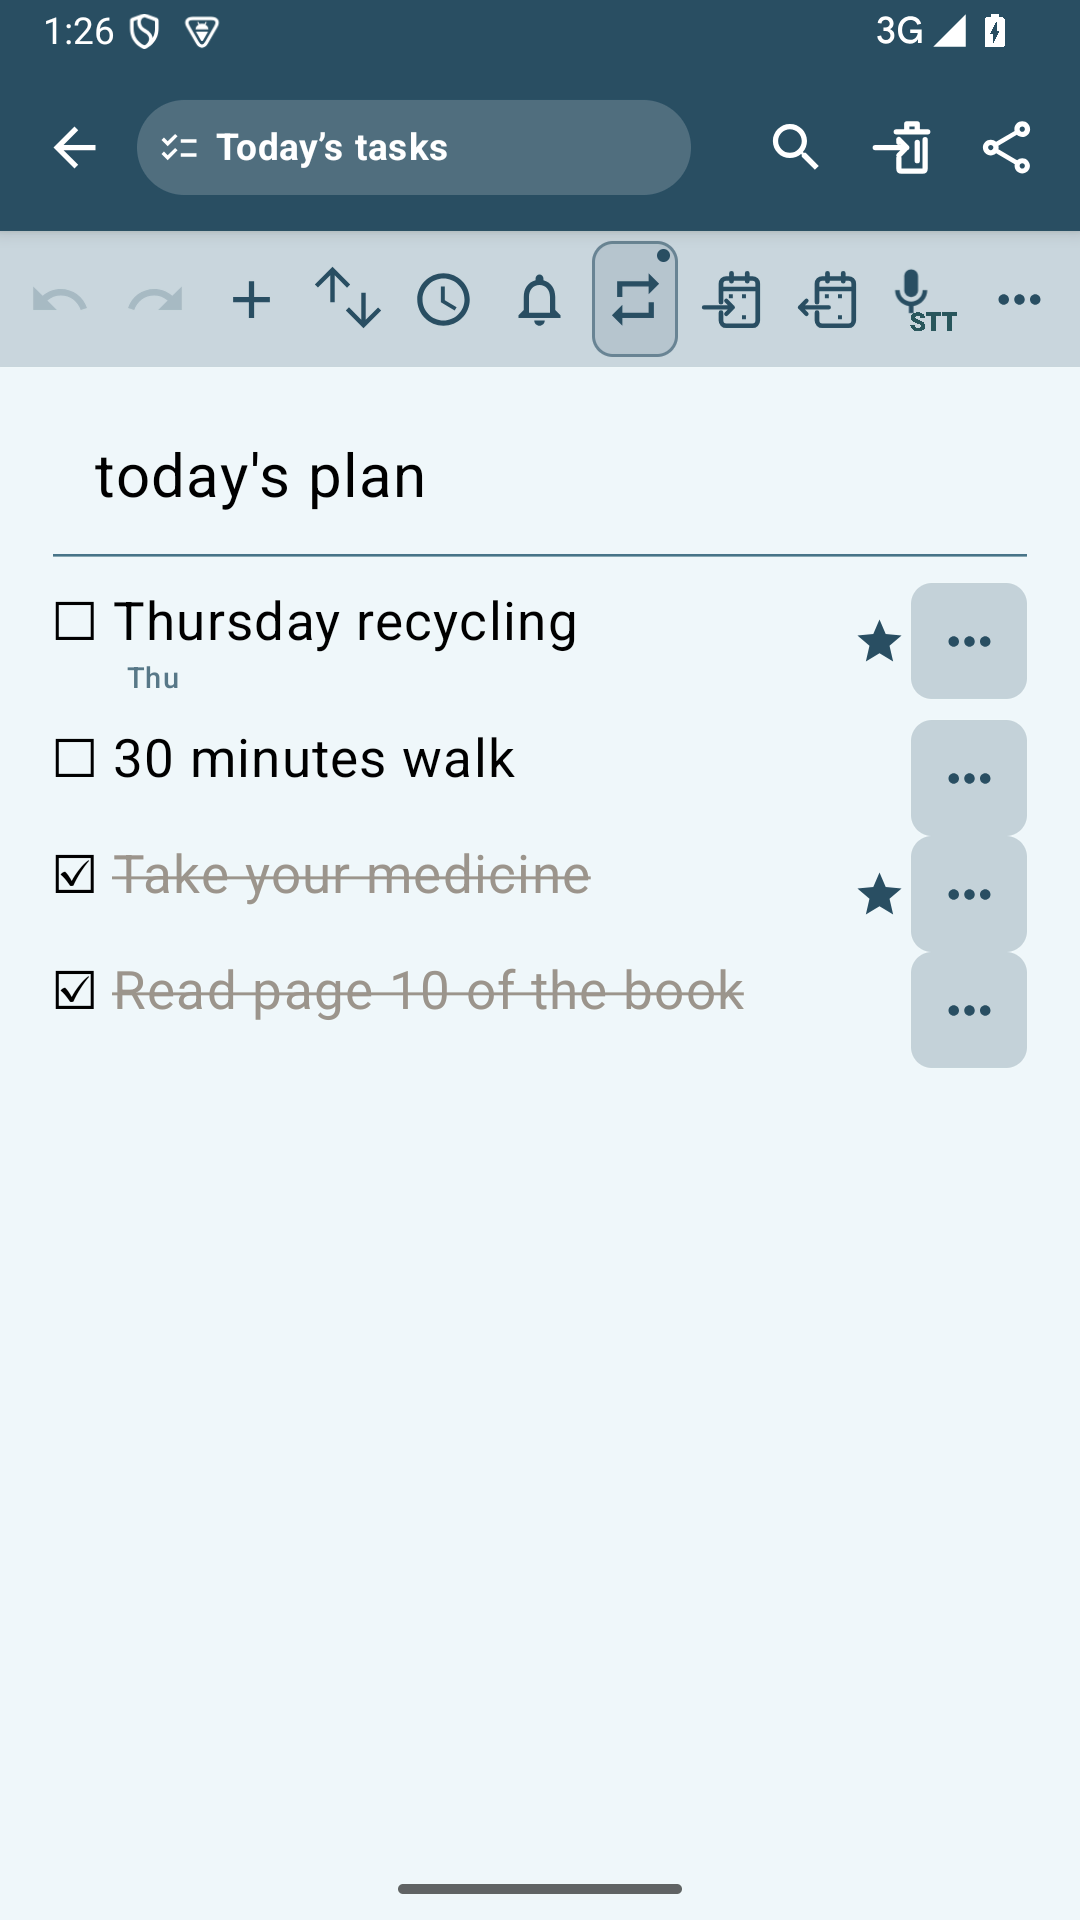 1:26
3G
Today’s tasks
STT
today's plan
Thursday recycling
Thu
30 minutes walk
Take your medicine
Read page 10 of the book